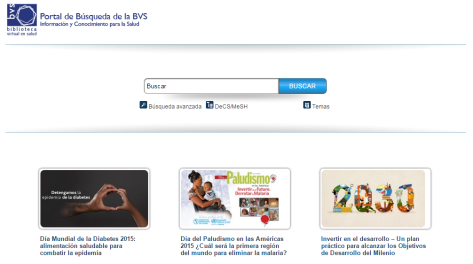 bvs
biblioteca
virtual en salud
Portal de Búsqueda de la BVS
Información y Conocimiento para la Salud
Buscar
BUSCAR
Búsqueda avanzada
DeCS/MeSH
Temas
Detengamos la
epidemia de la diabetes
Paludismo
Invertir en el futuro.
Derrotar la
Malaria
Día Mundial de la Diabetes 2015:
alimentación saludable para
combatir la epidemia
Día del Paludismo en las Américas
2015 ¿Cuál será la primera región
del mundo para eliminar la malaria?
Invertir en el desarrollo – Un plan
práctico para alcanzar los Objetivos
de Desarrollo del Milenio